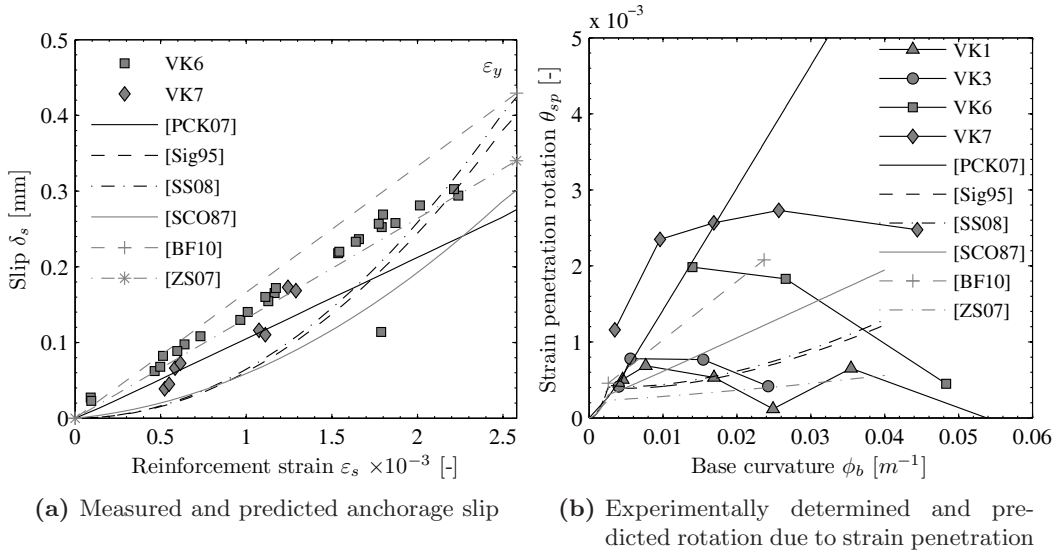 0.5
0.4
0.3
0.2
0.1
0
0
0.5
1
1.5
2
2.5
Slip δs [mm]
Reinforcement strain εs ×10⁻³ [-]
εy
VK6
VK7
[PCK07]
[Sig95]
[SS08]
[SCO87]
[BF10]
[ZS07]
(a) Measured and predicted anchorage slip
x 10⁻³
5
4
3
2
1
0
0
0.01
0.02
0.03
0.04
0.05
0.06
Strain penetration rotation θsp [-]
Base curvature ϕb [m⁻¹]
VK1
VK3
VK6
VK7
[PCK07]
[Sig95]
[SS08]
[SCO87]
[BF10]
[ZS07]
(b) Experimentally determined and pre-
dicted rotation due to strain penetration